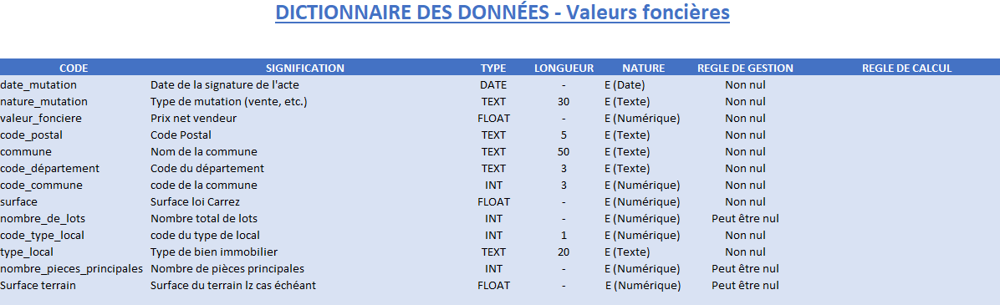 DICTIONNAIRE DES DONNÉES - Valeurs foncières
CODE SIGNIFICATION TYPE LONGUEUR NATURE REGLE DE GESTION REGLE DE CALCUL
date_mutation Date de la signature de l'acte DATE - E (Date) Non nul
nature_mutation Type de mutation (vente, etc.) TEXT 30 E (Texte) Non nul
valeur_fonciere Prix net vendeur FLOAT - E (Numérique) Non nul
code_postal Code Postal TEXT 5 E (Texte) Non nul
commune Nom de la commune TEXT 50 E (Texte) Non nul
code_département Code du département TEXT 3 E (Texte) Non nul
code_commune code de la commune INT 3 E (Numérique) Non nul
surface Surface loi Carrez FLOAT - E (Numérique) Non nul
nombre_de_lots Nombre total de lots INT - E (Numérique) Peut être nul
code_type_local code du type de local INT 1 E (Numérique) Non nul
type_local Type de bien immobilier TEXT 20 E (Texte) Non nul
nombre_pieces_principales Nombre de pièces principales INT - E (Numérique) Peut être nul
Surface terrain Surface du terrain lz cas échéant FLOAT - E (Numérique) Peut être nul